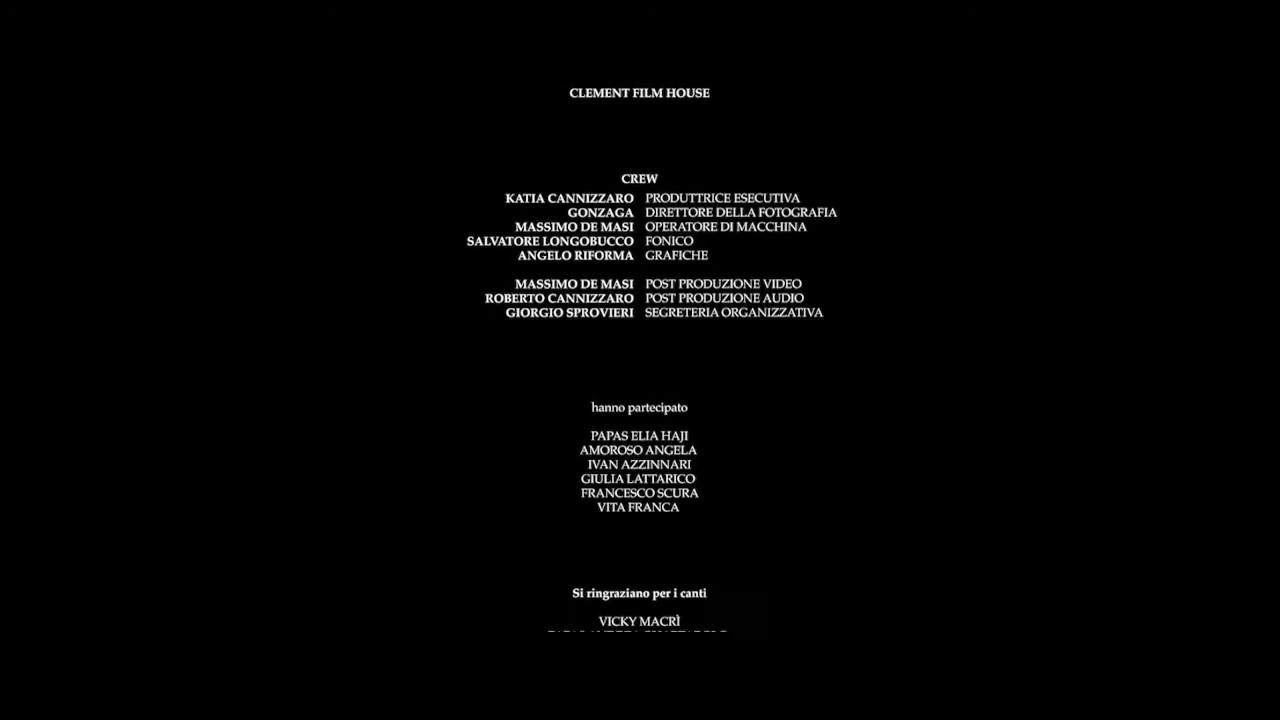 CLEMENT FILM HOUSE
CREW
KATIA CANNIZZARO PRODUTTRICE ESECUTIVA
GONZAGA DIRETTORE DELLA FOTOGRAFIA
MASSIMO DE MASI OPERATORE DI MACCHINA
SALVATORE LONGOBUCCO FONICO
ANGELO RIFORMA GRAFICHE
MASSIMO DE MASI POST PRODUZIONE VIDEO
ROBERTO CANNIZZARO POST PRODUZIONE AUDIO
GIORGIO SPROVIERI SEGRETERIA ORGANIZZATIVA
hanno partecipato
PAPAS ELIA HAJI
AMOROSO ANGELA
IVAN AZZINNARI
GIULIA LATTARICO
FRANCESCO SCURA
VITA FRANCA
Si ringraziano per i canti
VICKY MACRÌ